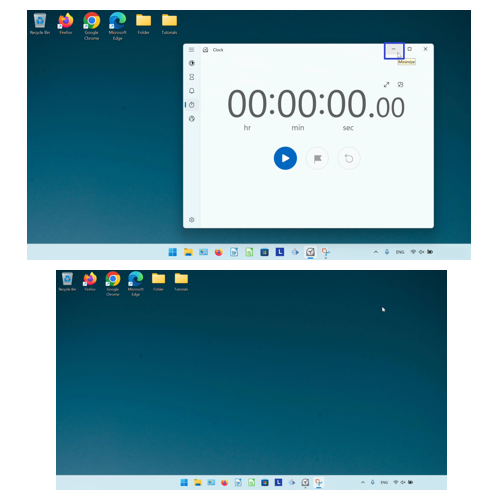 Clock
Recycle Bin
Firefox
Google
Chrome
Microsoft
Edge
Folder
Tutorials
Minimize
00:00:00.00
hr min sec
ENG
Recycle Bin
Firefox
Google
Chrome
Microsoft
Edge
Folder
Tutorials
ENG